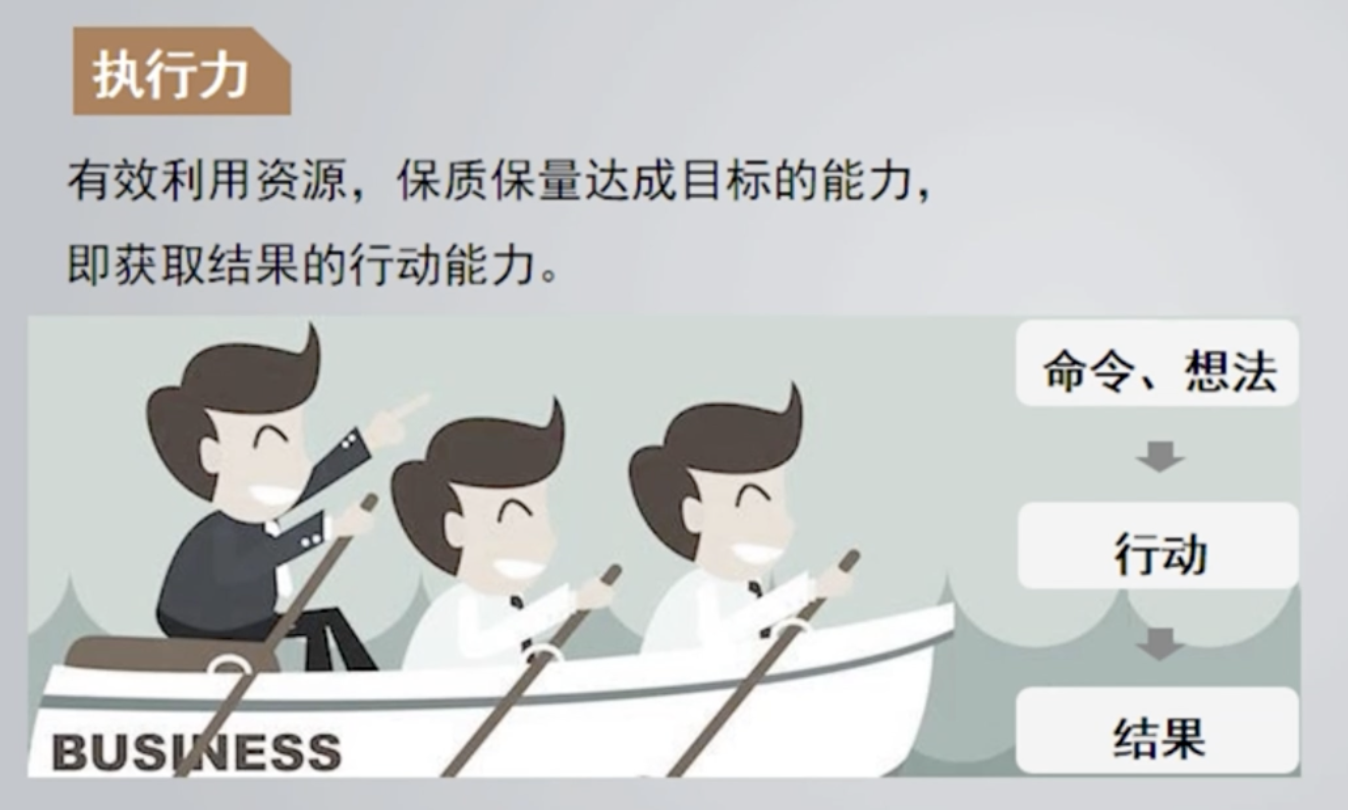 执行力
有效利用资源，保质保量达成目标的能力，
即获取结果的行动能力。
命令、想法
行动
结果
BUSINESS